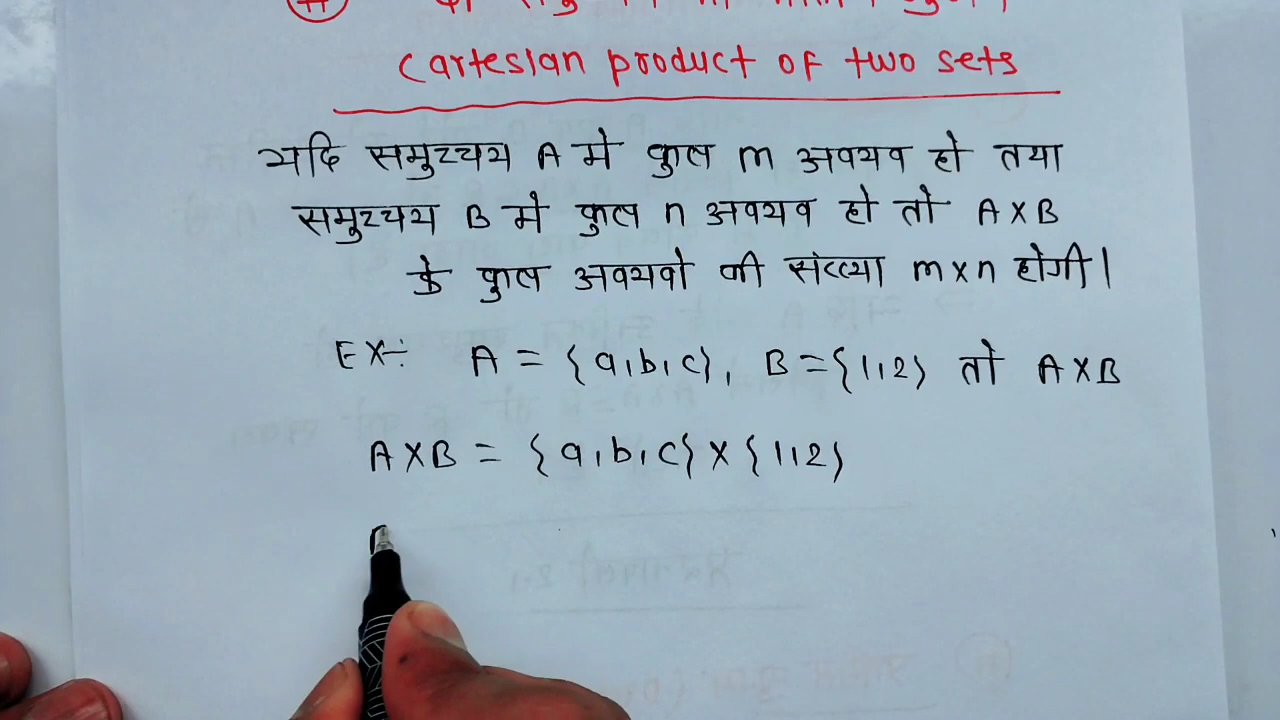 Cartesian product of two sets
यदि समुच्चय A मे कुल m अवयव हो तथा
समुच्चय B मे कुल n अवयव हो तो A×B
के कुल अवयवो की संख्या m×n होगी।
EX:- A = {a,b,c}, B={1,2} तो A×B
A×B = {a,b,c}×{1,2}